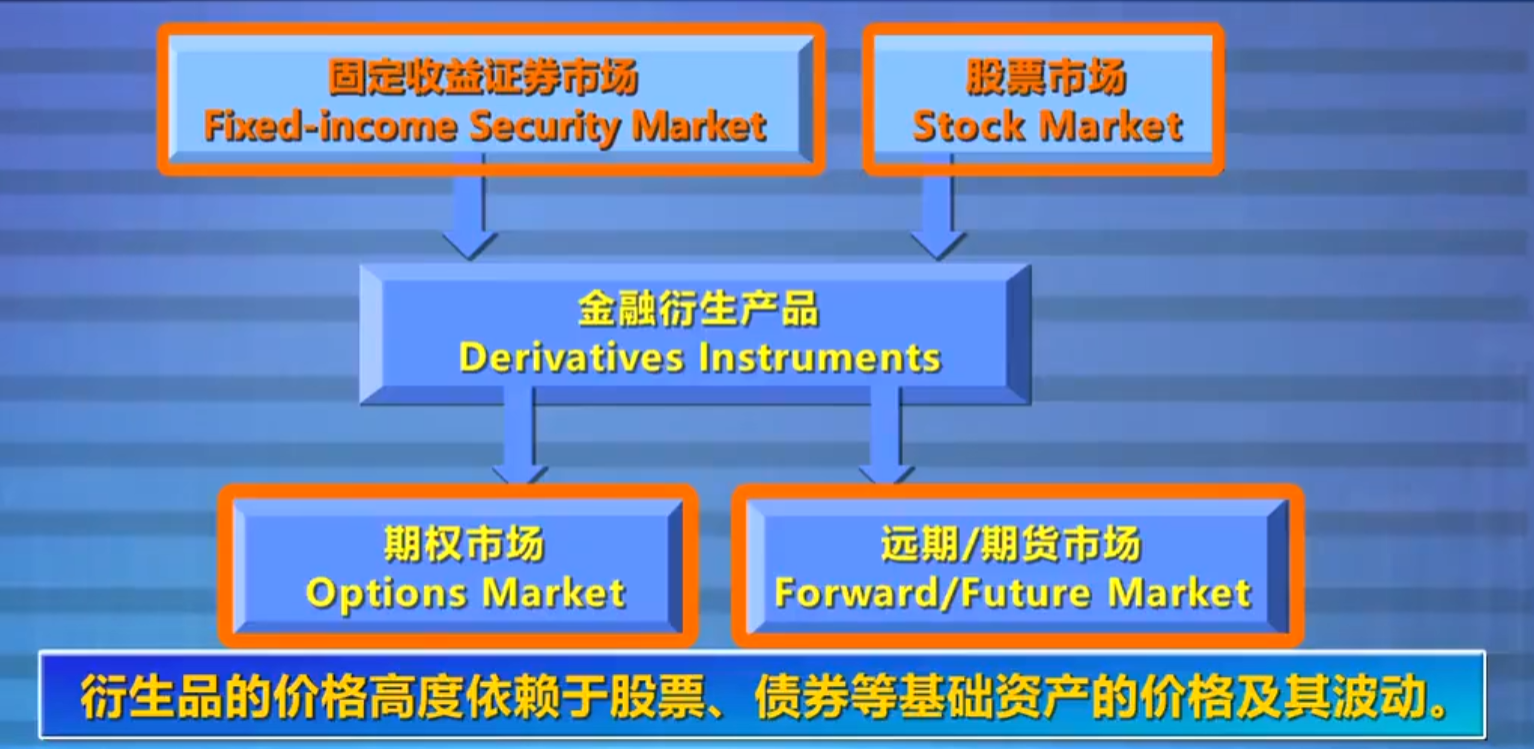 固定收益证券市场
Fixed-income Security Market
股票市场
Stock Market
金融衍生产品
Derivatives Instruments
期权市场
Options Market
远期/期货市场
Forward/Future Market
衍生品的价格高度依赖于股票、债券等基础资产的价格及其波动。